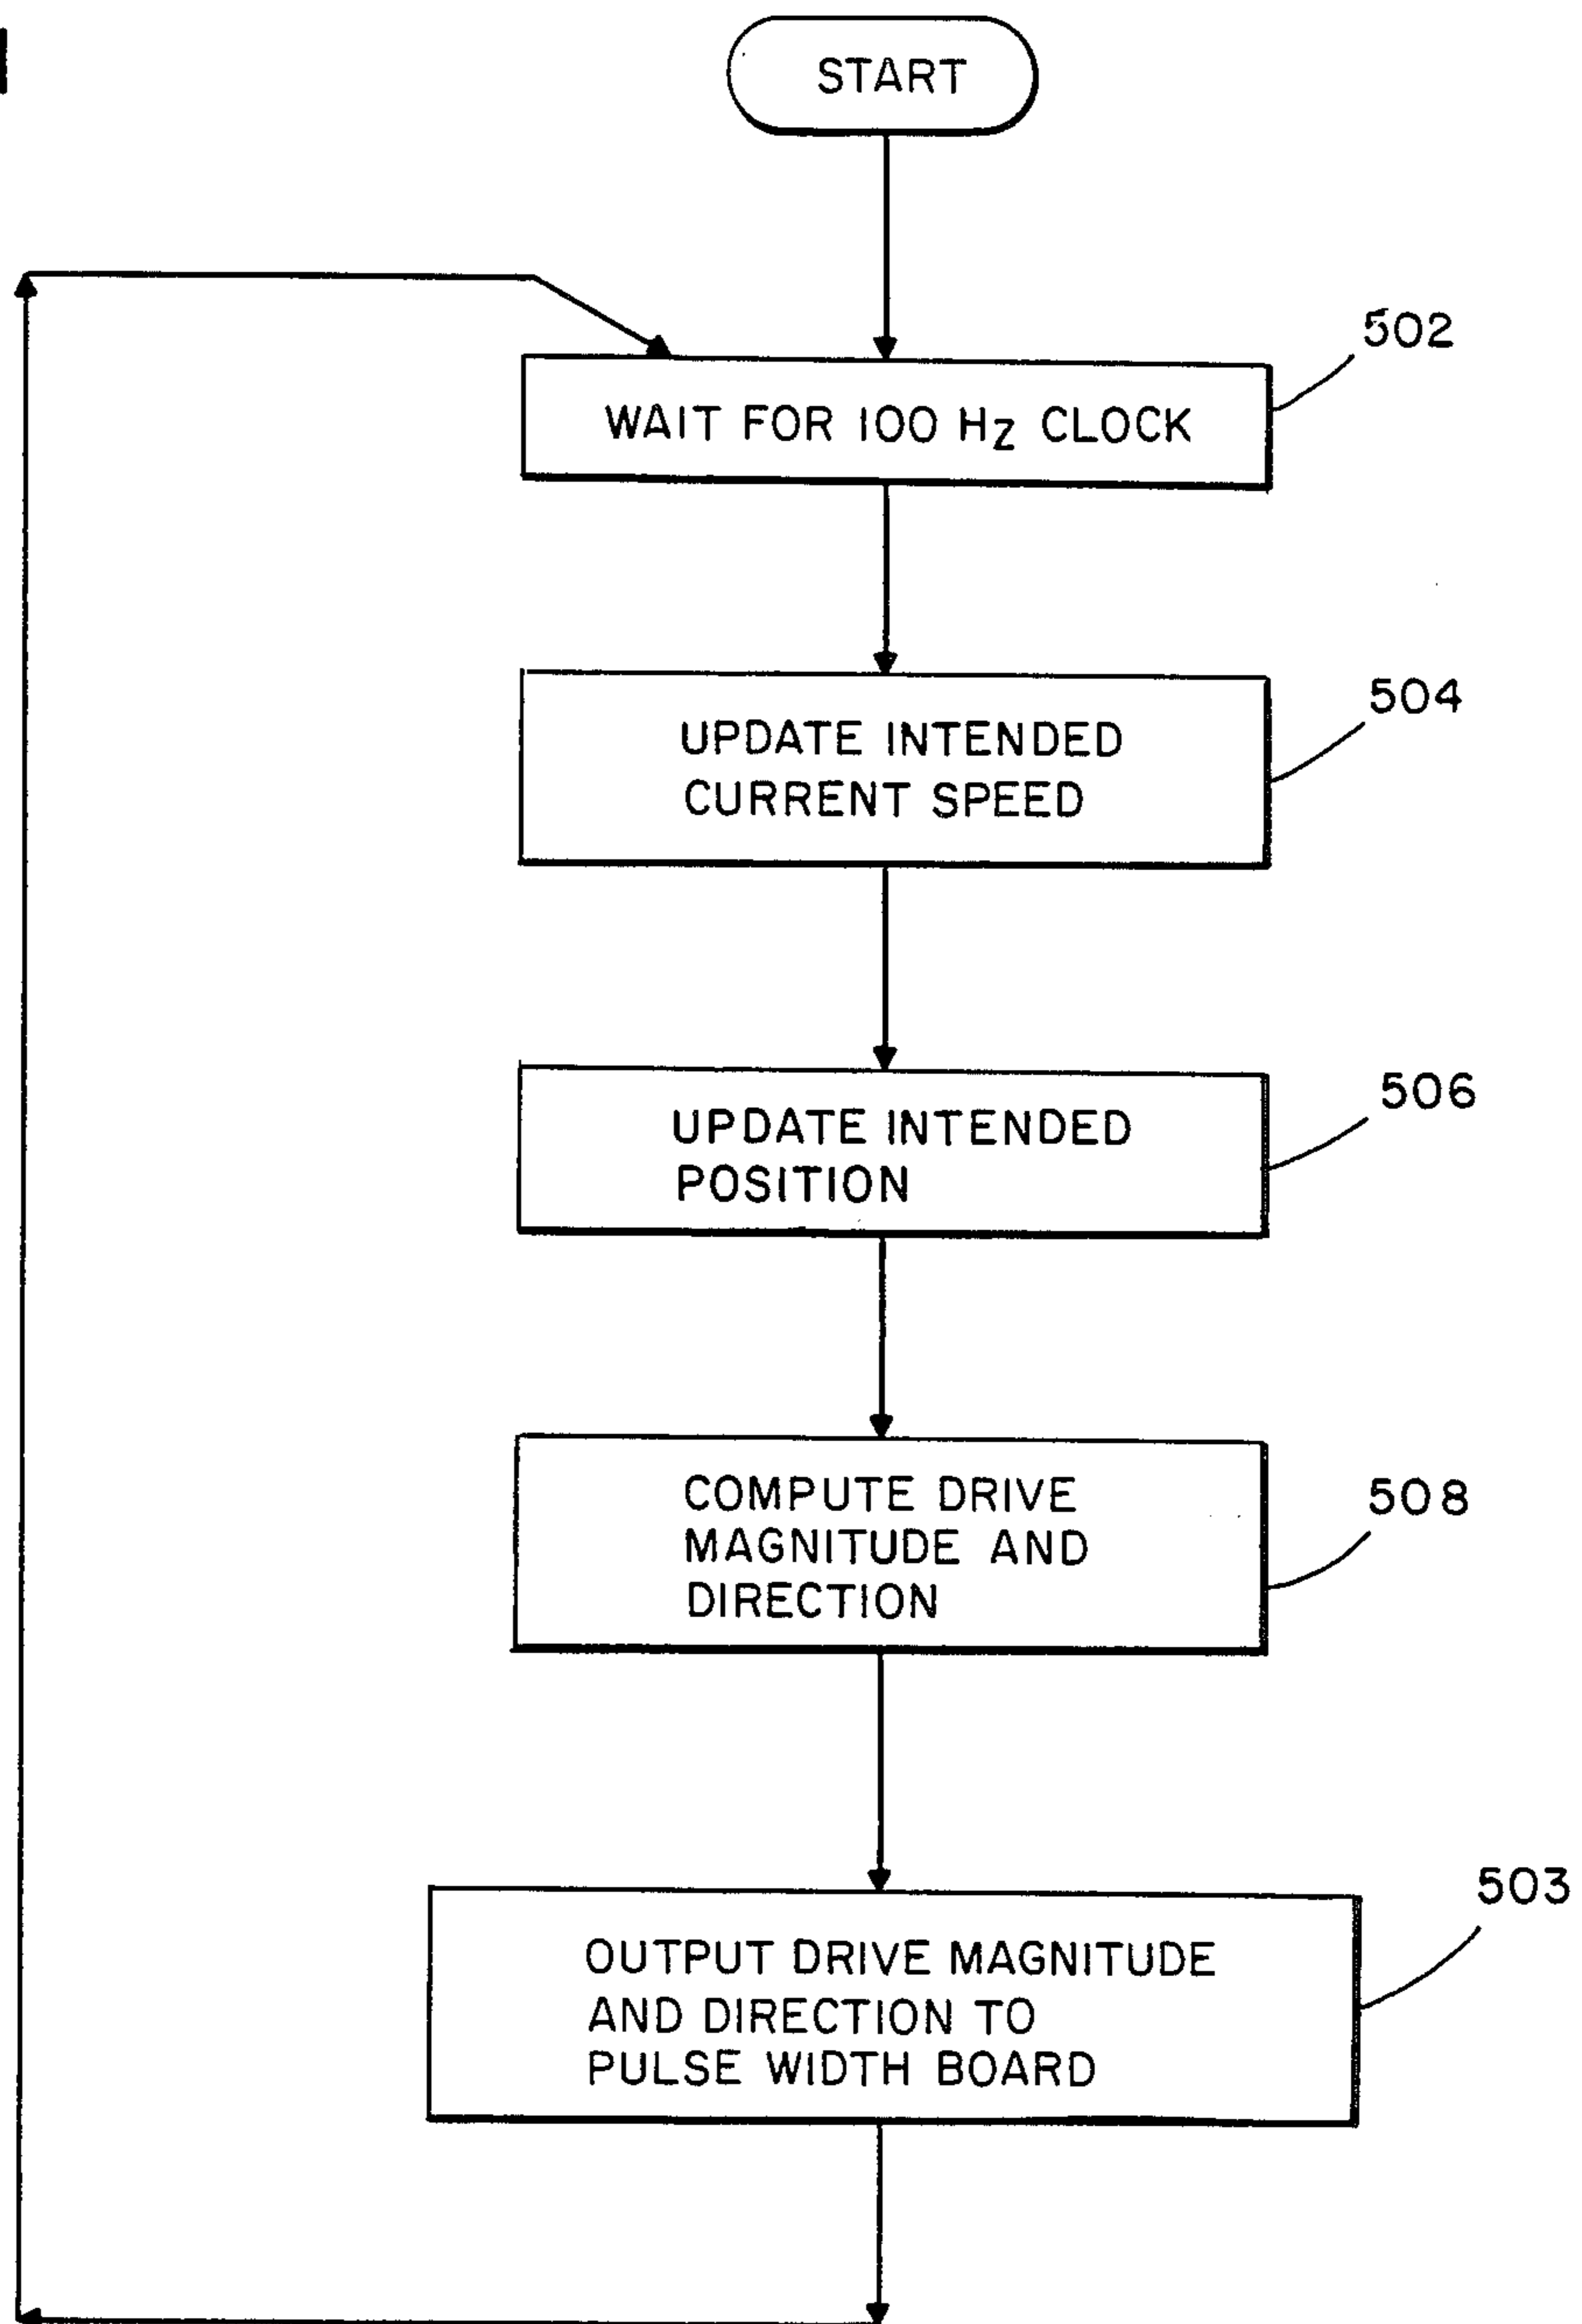 START
502
WAIT FOR 100 Hz CLOCK
504
UPDATE INTENDED
CURRENT SPEED
506
UPDATE INTENDED
POSITION
508
COMPUTE DRIVE
MAGNITUDE AND
DIRECTION
503
OUTPUT DRIVE MAGNITUDE
AND DIRECTION TO
PULSE WIDTH BOARD